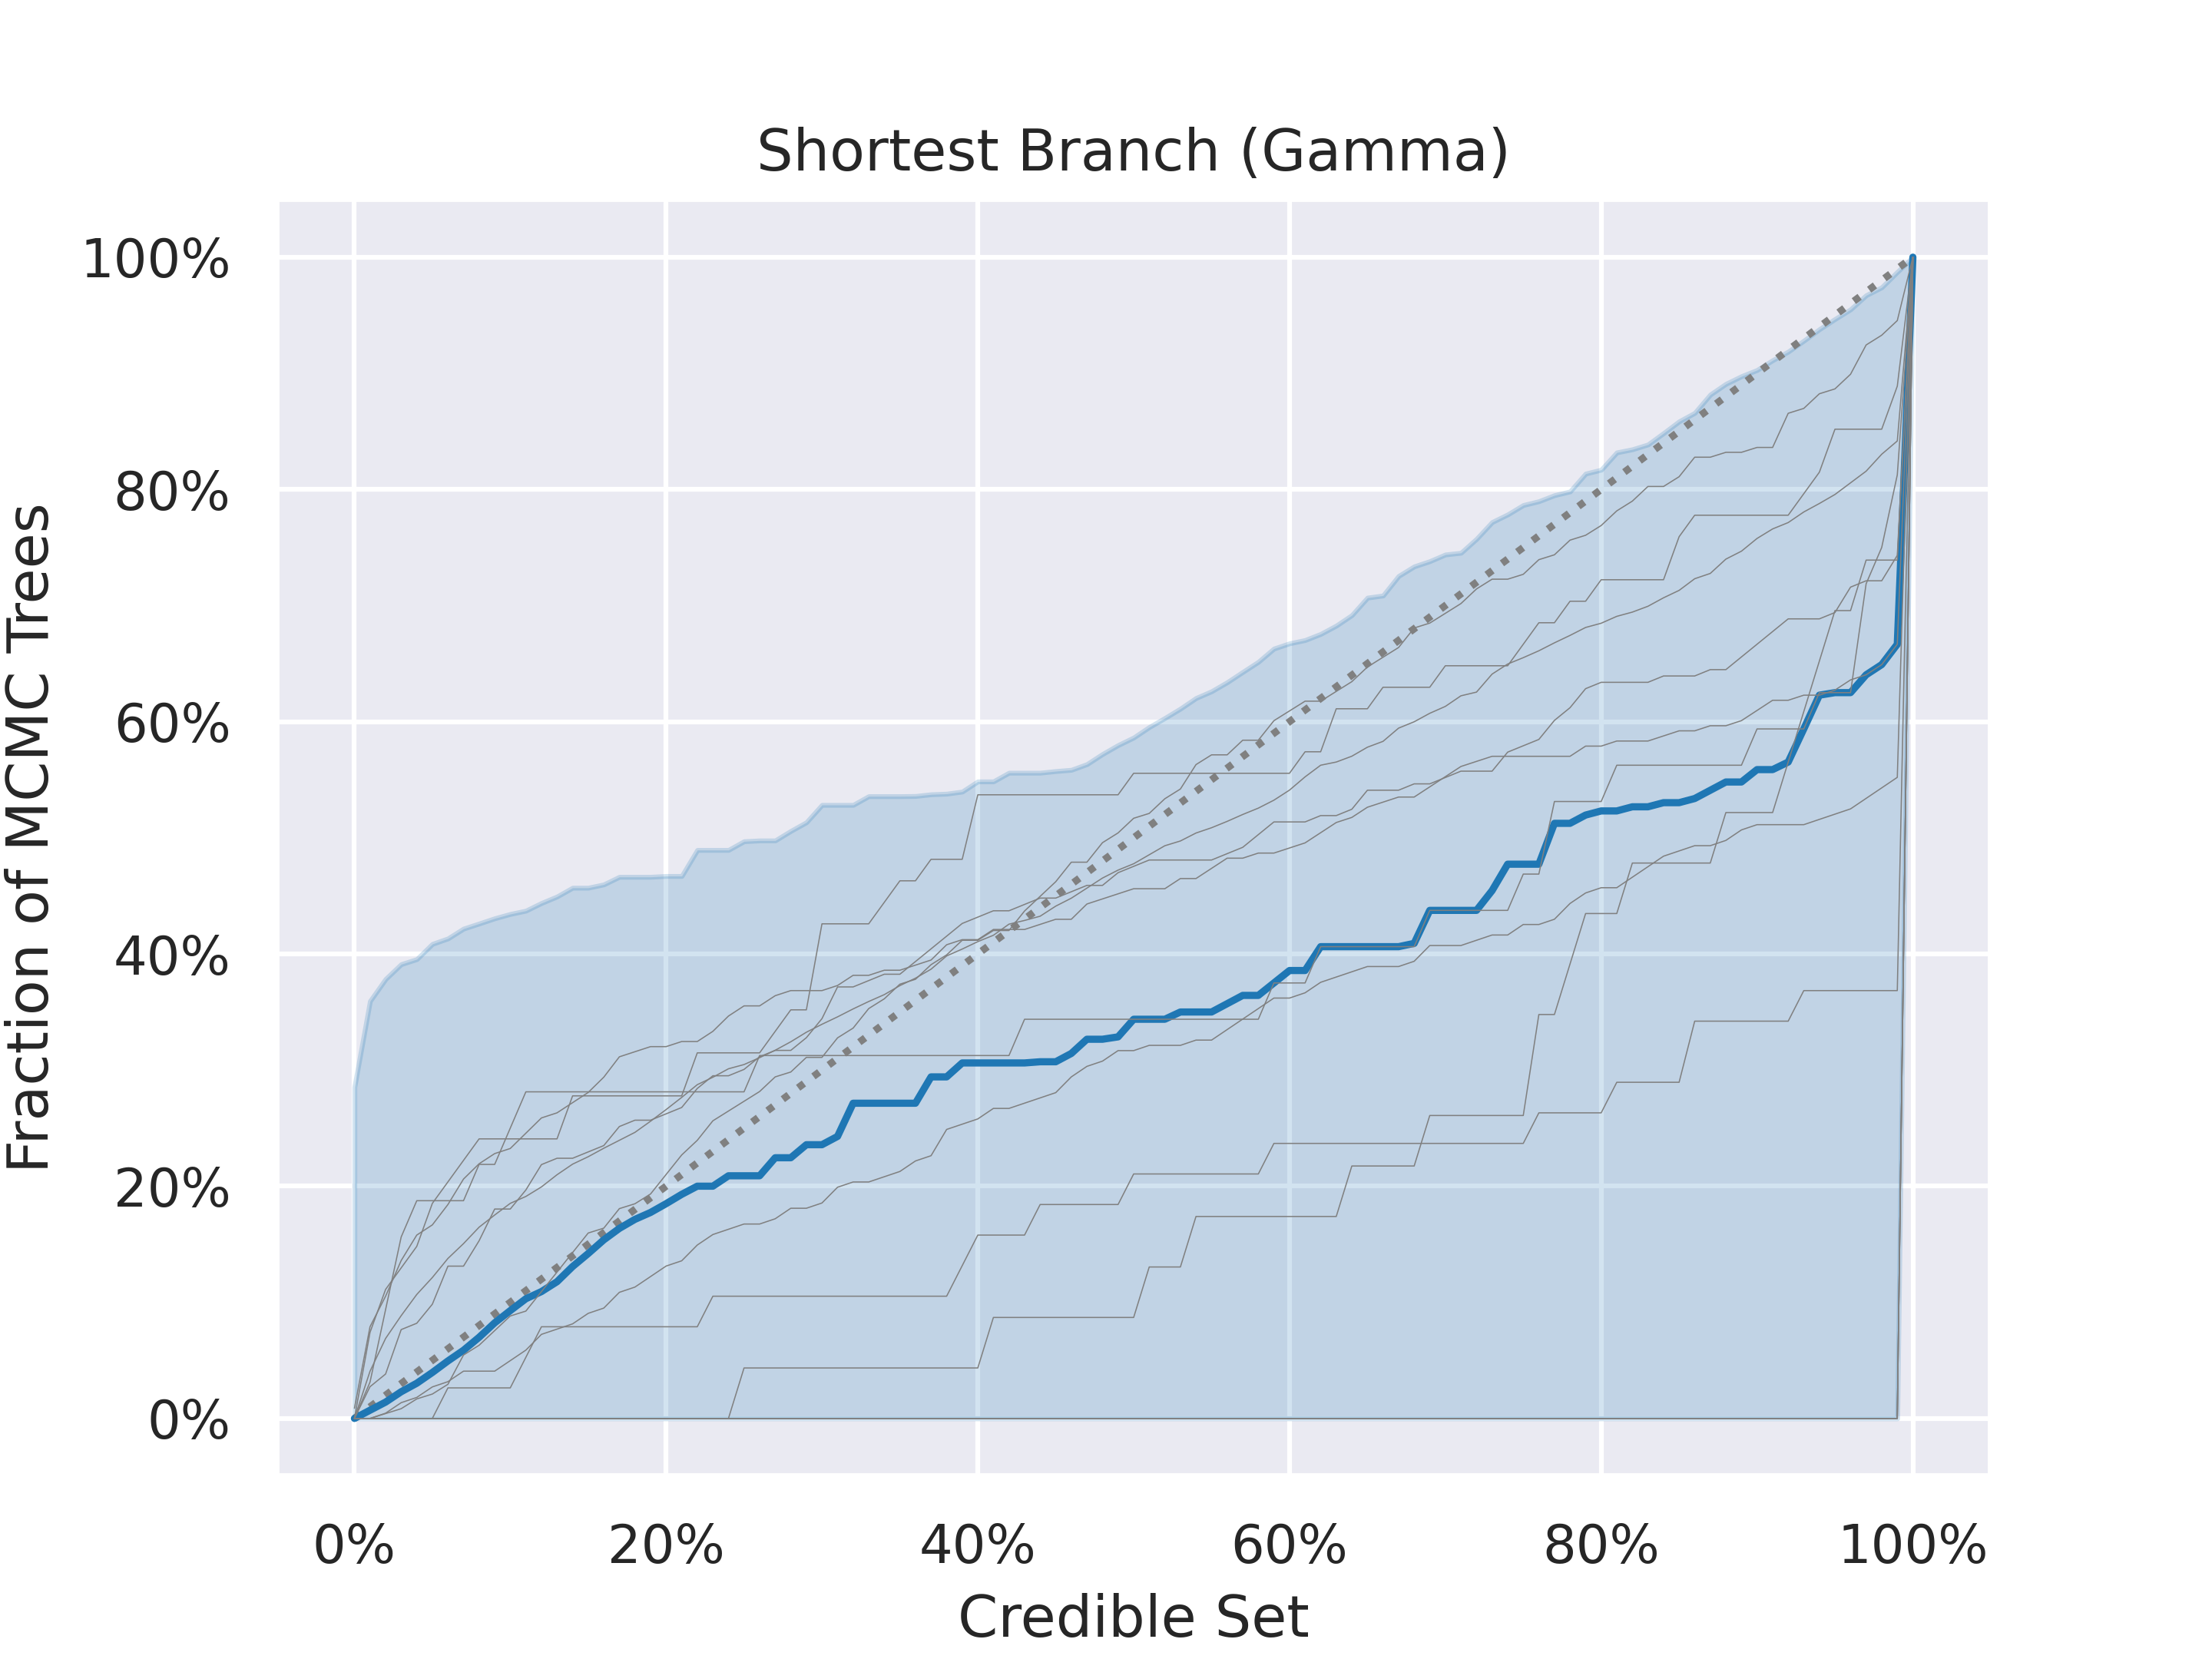 Shortest Branch (Gamma)
100%
80%
60%
40%
20%
0%
Fraction of MCMC Trees
0% 20% 40% 60% 80% 100%
Credible Set